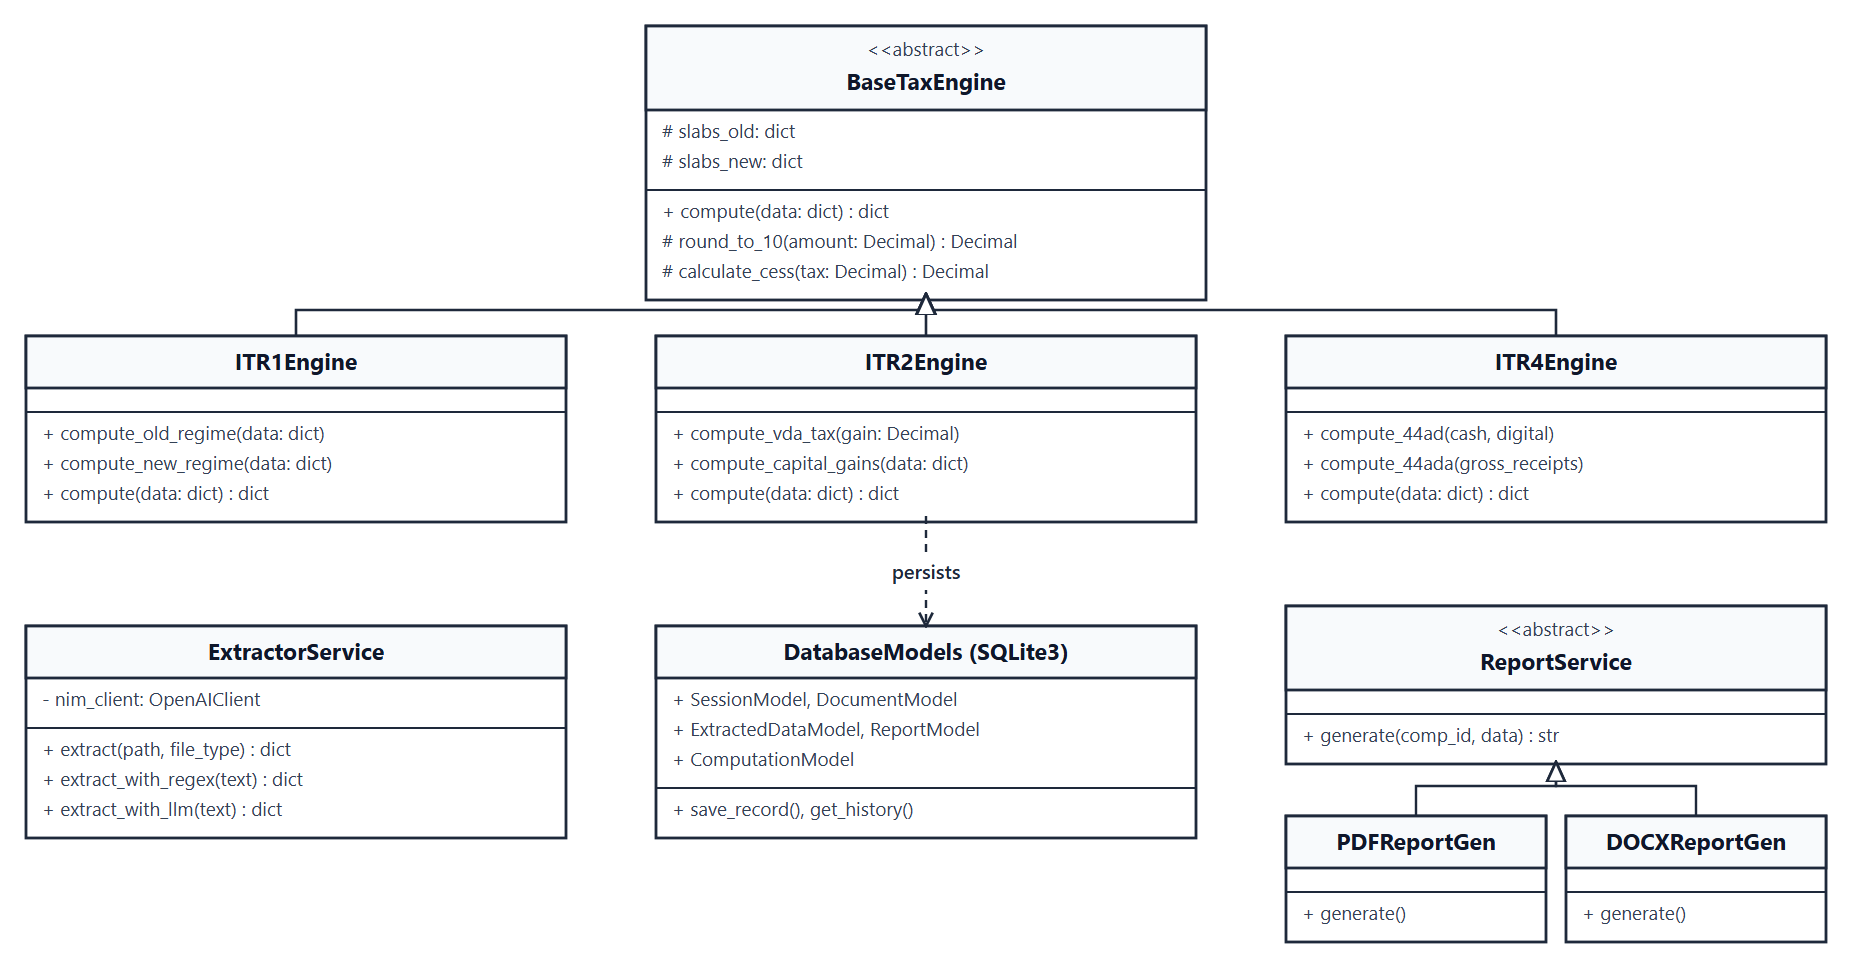 <<abstract>>
BaseTaxEngine
# slabs_old: dict
# slabs_new: dict
+ compute(data: dict) : dict
# round_to_10(amount: Decimal) : Decimal
# calculate_cess(tax: Decimal) : Decimal
ITR1Engine
+ compute_old_regime(data: dict)
+ compute_new_regime(data: dict)
+ compute(data: dict) : dict
ITR2Engine
+ compute_vda_tax(gain: Decimal)
+ compute_capital_gains(data: dict)
+ compute(data: dict) : dict
ITR4Engine
+ compute_44ad(cash, digital)
+ compute_44ada(gross_receipts)
+ compute(data: dict) : dict
persists
ExtractorService
- nim_client: OpenAIClient
+ extract(path, file_type) : dict
+ extract_with_regex(text) : dict
+ extract_with_llm(text) : dict
DatabaseModels (SQLite3)
+ SessionModel, DocumentModel
+ ExtractedDataModel, ReportModel
+ ComputationModel
+ save_record(), get_history()
<<abstract>>
ReportService
+ generate(comp_id, data) : str
PDFReportGen
+ generate()
DOCXReportGen
+ generate()